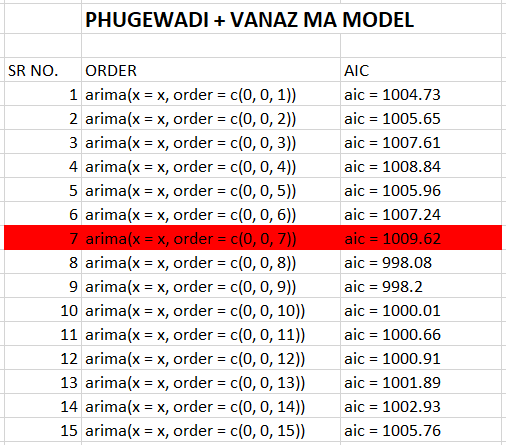 PHUGEWADI + VANAZ MA MODEL
SR NO. ORDER AIC
1 arima(x = x, order = c(0, 0, 1)) aic = 1004.73
2 arima(x = x, order = c(0, 0, 2)) aic = 1005.65
3 arima(x = x, order = c(0, 0, 3)) aic = 1007.61
4 arima(x = x, order = c(0, 0, 4)) aic = 1008.84
5 arima(x = x, order = c(0, 0, 5)) aic = 1005.96
6 arima(x = x, order = c(0, 0, 6)) aic = 1007.24
7 arima(x = x, order = c(0, 0, 7)) aic = 1009.62
8 arima(x = x, order = c(0, 0, 8)) aic = 998.08
9 arima(x = x, order = c(0, 0, 9)) aic = 998.2
10 arima(x = x, order = c(0, 0, 10)) aic = 1000.01
11 arima(x = x, order = c(0, 0, 11)) aic = 1000.66
12 arima(x = x, order = c(0, 0, 12)) aic = 1000.91
13 arima(x = x, order = c(0, 0, 13)) aic = 1001.89
14 arima(x = x, order = c(0, 0, 14)) aic = 1002.93
15 arima(x = x, order = c(0, 0, 15)) aic = 1005.76